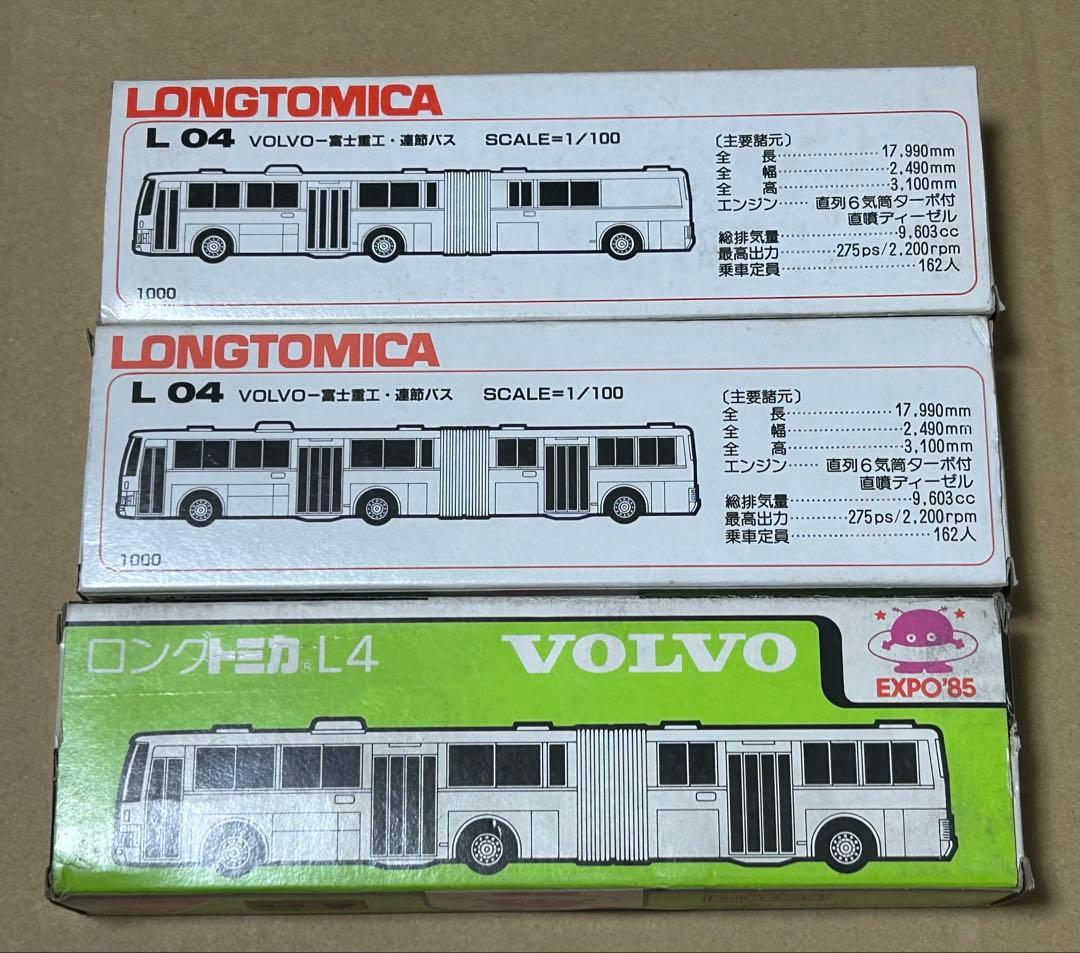 LONGTOMICA
L 04 VOLVO-富士重工・連節バス SCALE=1/100
〔主要諸元〕
全長 17,990mm
全幅 2,490mm
全高 3,100mm
エンジン 直列6気筒ターボ付
直噴ディーゼル
総排気量 9,603cc
最高出力 275ps/2,200rpm
乗車定員 162人
1000
LONGTOMICA
L 04 VOLVO-富士重工・連節バス SCALE=1/100
〔主要諸元〕
全長 17,990mm
全幅 2,490mm
全高 3,100mm
エンジン 直列6気筒ターボ付
直噴ディーゼル
総排気量 9,603cc
最高出力 275ps/2,200rpm
乗車定員 162人
1000
ロングトミカ® L4 VOLVO
EXPO'85